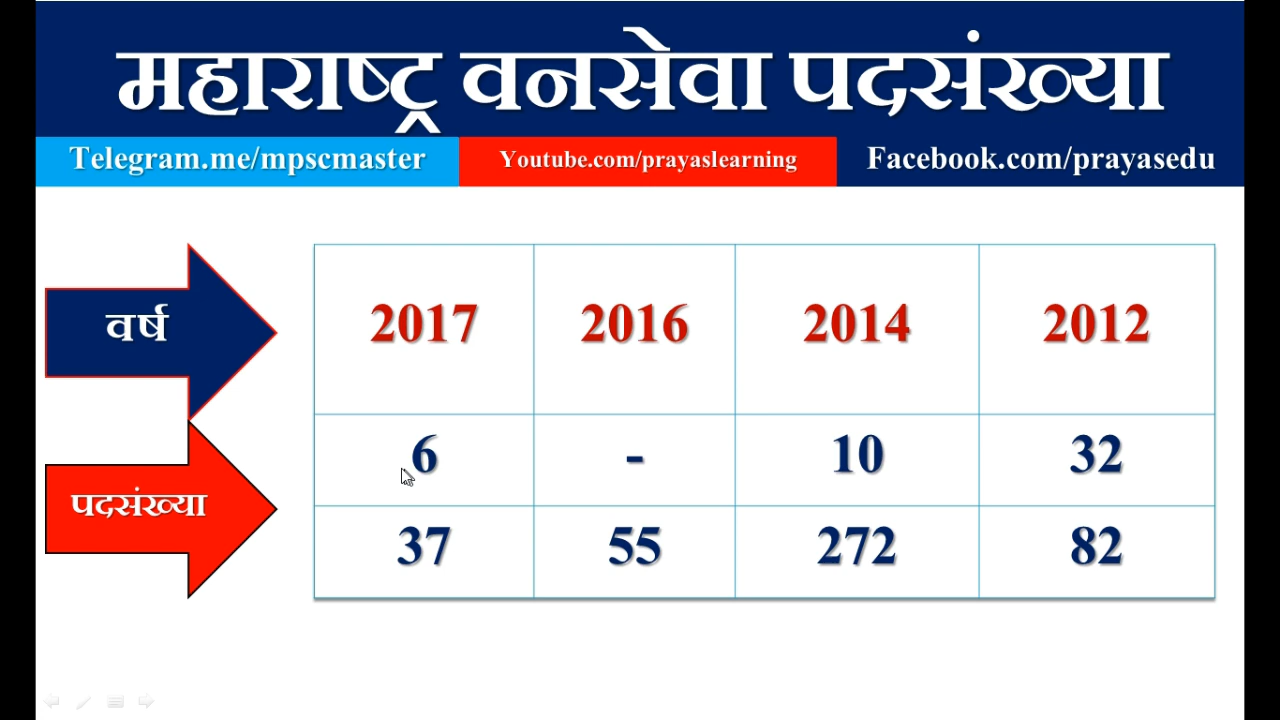 महाराष्ट्र वनसेवा पदसंख्या
Telegram.me/mpscmaster Youtube.com/prayaslearning Facebook.com/prayasedu
वर्ष 2017 2016 2014 2012
पदसंख्या
6 - 10 32
37 55 272 82